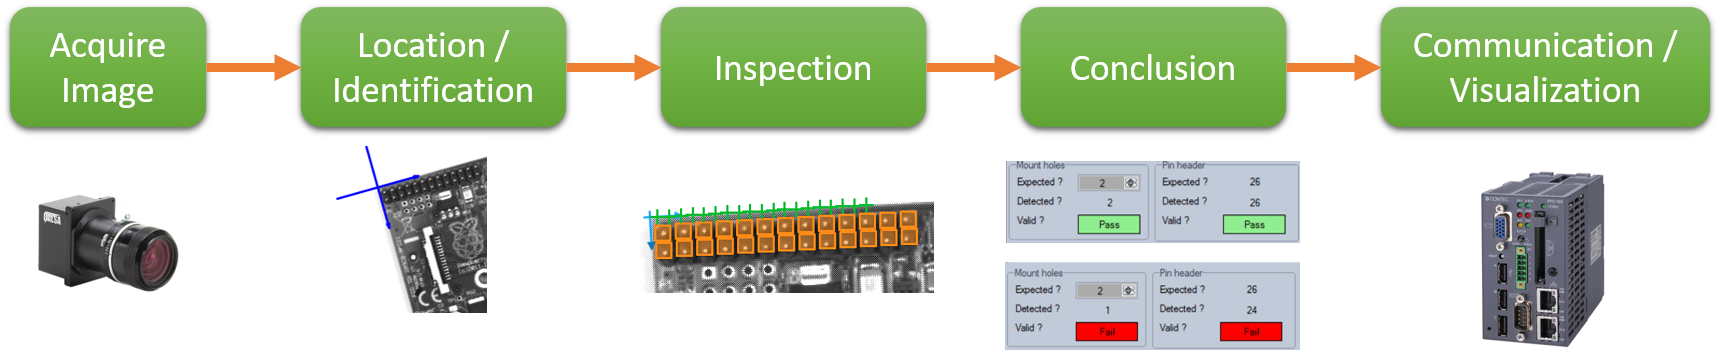 Acquire
Image
Location /
Identification
Inspection
Conclusion
Communication /
Visualization
Mount holes
Expected ?
2
Detected ?
2
Valid ?
Pass
Pin header
Expected ?
26
Detected ?
26
Valid ?
Pass
Mount holes
Expected ?
2
Detected ?
1
Valid ?
Fail
Pin header
Expected ?
26
Detected ?
24
Valid ?
Fail
CONTEC